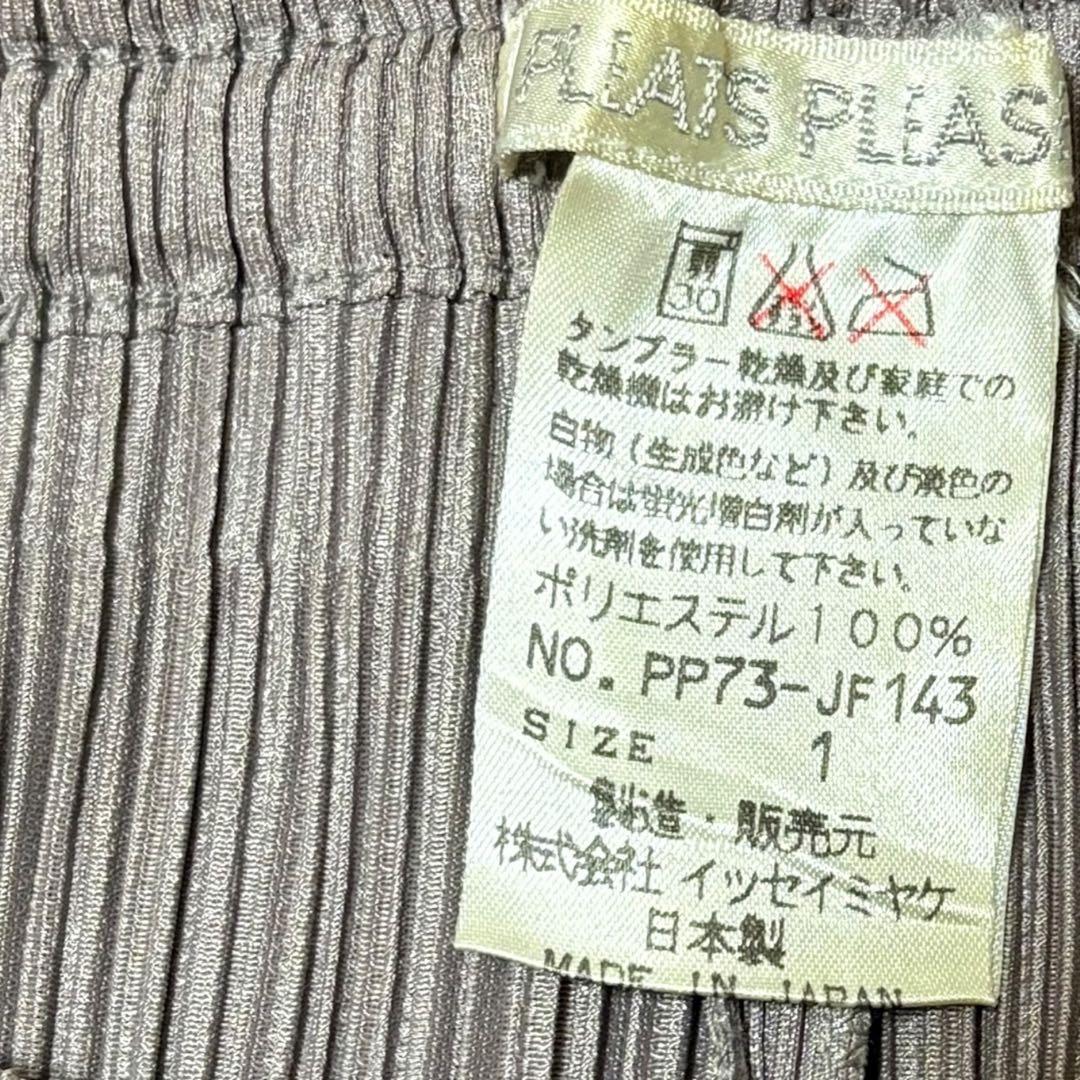 PLEATS PLEAS
30
タンブラー乾燥及び家庭での
乾燥機はお避け下さい。
白物(生成色など)及び淡色の
場合は蛍光増白剤が入っていな
い洗剤を使用して下さい。
ポリエステル100%
NO. PP73-JF143
SIZE 1
製造・販売元
株式会社 イッセイミヤケ
日本製
MADE IN JAPAN